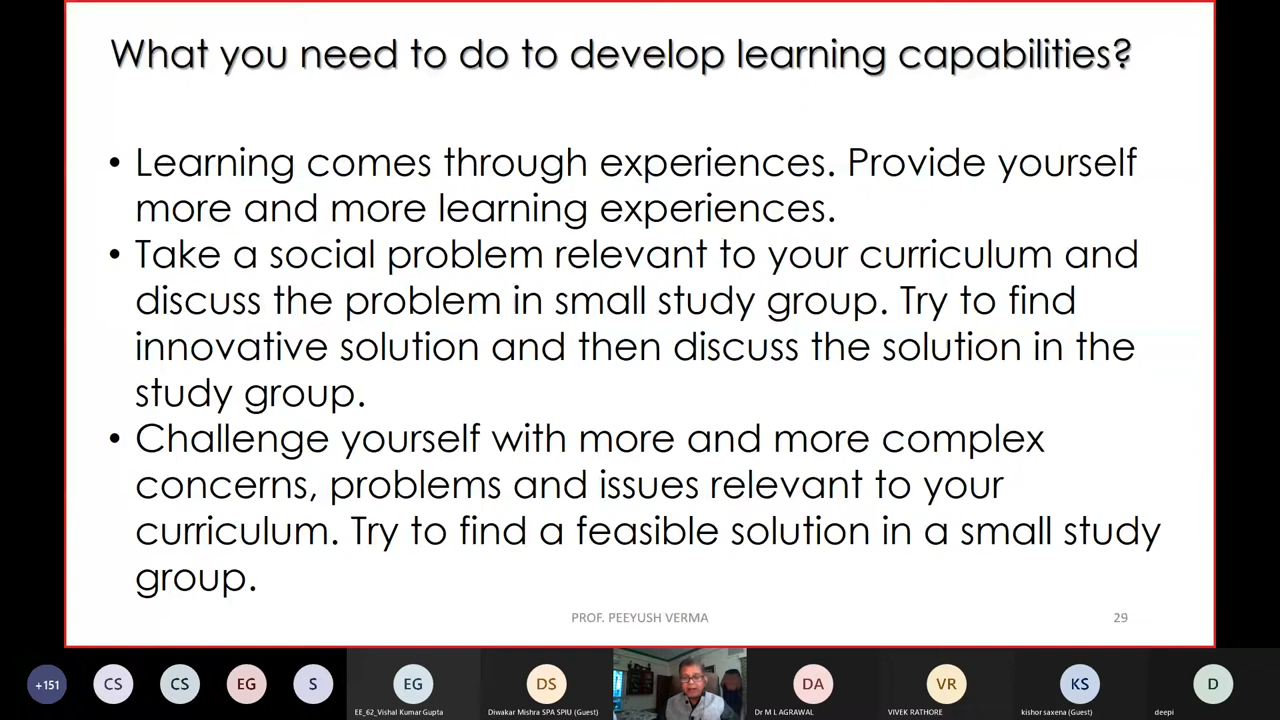 What you need to do to develop learning capabilities?
• Learning comes through experiences. Provide yourself
more and more learning experiences.
• Take a social problem relevant to your curriculum and
discuss the problem in small study group. Try to find
innovative solution and then discuss the solution in the
study group.
• Challenge yourself with more and more complex
concerns, problems and issues relevant to your
curriculum. Try to find a feasible solution in a small study
group.
PROF. PEEYUSH VERMA 29
+151 CS CS EG S EG DS DA VR KS D
EE_62_Vishal Kumar Gupta Diwakar Mishra SPA SPIU (Guest) Dr M L AGRAWAL VIVEK RATHORE kishor saxena (Guest) deepi